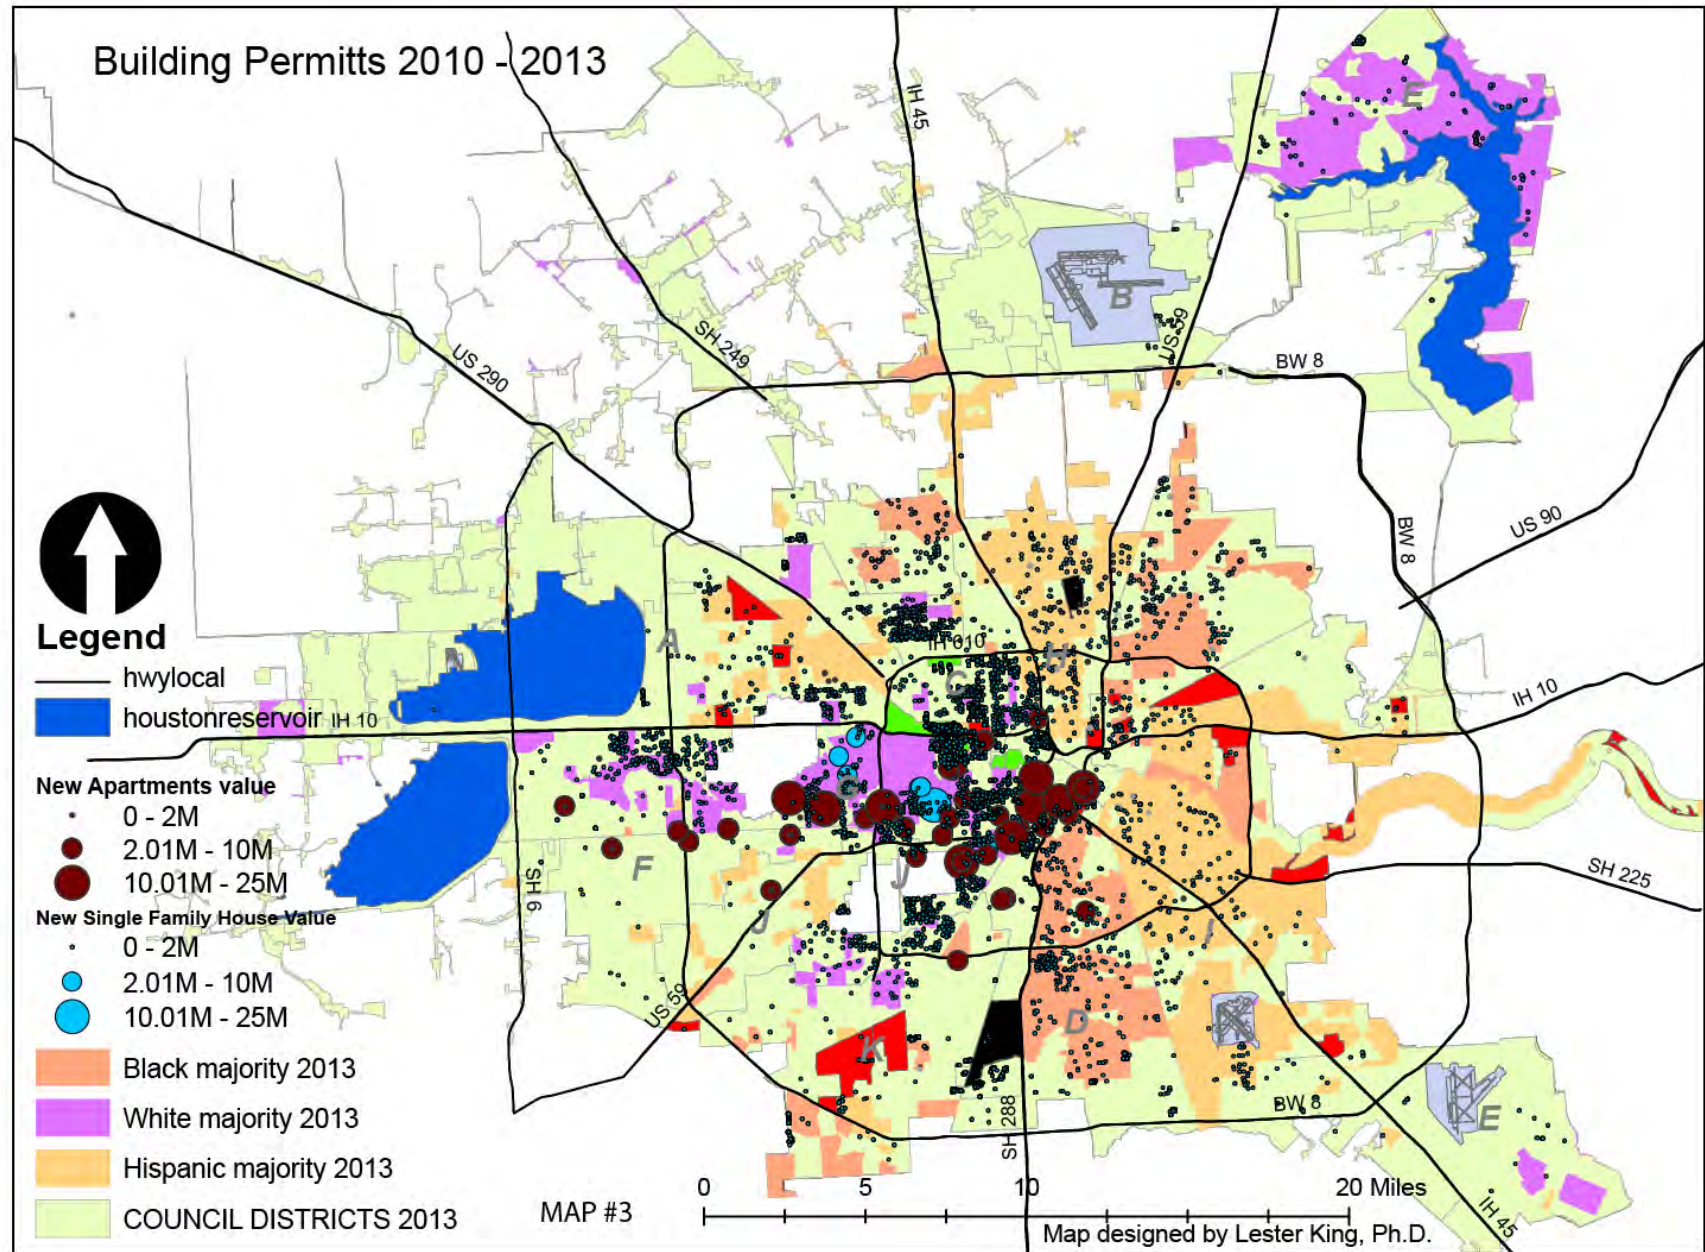 Building Permitts 2010 - 2013
IH 45
E
B
US 59
SH 249
US 290
BW 8
BW 8
US 90
Legend
hwylocal
houstonreservoir
IH 10
A
IH 610
H
C
IH 10
New Apartments value
0 - 2M
2.01M - 10M
10.01M - 25M
G
F
J
SH 6
SH 225
New Single Family House Value
0 - 2M
2.01M - 10M
10.01M - 25M
J
I
US 59
K
D
Black majority 2013
White majority 2013
Hispanic majority 2013
COUNCIL DISTRICTS 2013
SH 288
BW 8
E
IH 45
MAP #3
0 5 10 20 Miles
Map designed by Lester King, Ph.D.